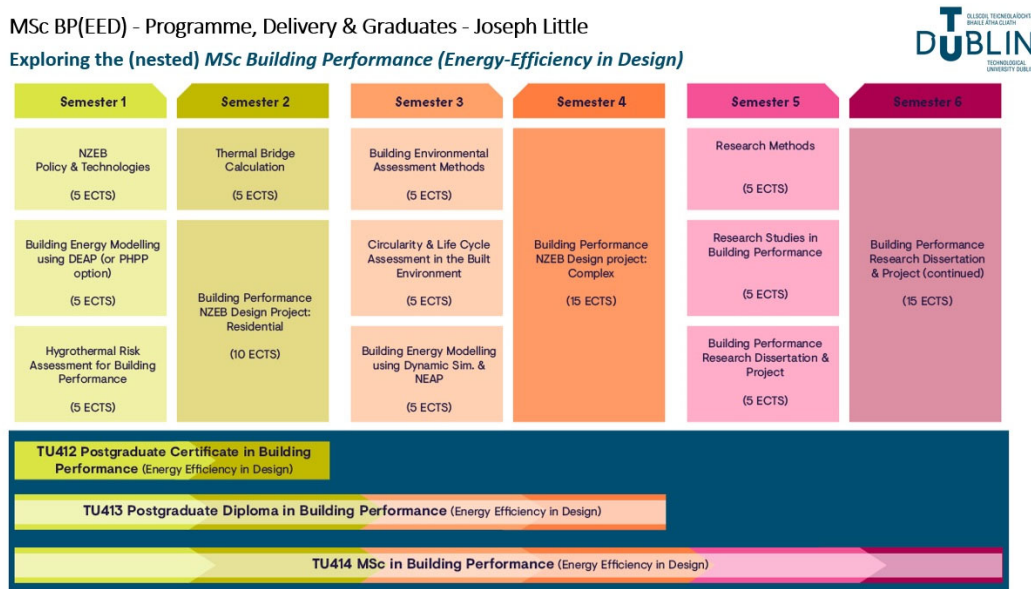 MSc BP(EED) - Programme, Delivery & Graduates - Joseph Little
Exploring the (nested) MSc Building Performance (Energy-Efficiency in Design)
OLLSCOIL TEICNEOLAÍOCHTA
BHAILE ÁTHA CLIATH
DUBLIN
TECHNOLOGICAL
UNIVERSITY DUBLIN
Semester 1
NZEB
Policy & Technologies
(5 ECTS)
Building Energy Modelling
using DEAP (or PHPP
option)
(5 ECTS)
Hygrothermal Risk
Assessment for Building
Performance
(5 ECTS)
Semester 2
Thermal Bridge
Calculation
(5 ECTS)
Building Performance
NZEB Design Project:
Residential
(10 ECTS)
Semester 3
Building Environmental
Assessment Methods
(5 ECTS)
Circularity & Life Cycle
Assessment in the Built
Environment
(5 ECTS)
Building Energy Modelling
using Dynamic Sim. &
NEAP
(5 ECTS)
Semester 4
Building Performance
NZEB Design project:
Complex
(15 ECTS)
Semester 5
Research Methods
(5 ECTS)
Research Studies in
Building Performance
(5 ECTS)
Building Performance
Research Dissertation &
Project
(5 ECTS)
Semester 6
Building Performance
Research Dissertation
& Project (continued)
(15 ECTS)
TU412 Postgraduate Certificate in Building
Performance (Energy Efficiency in Design)
TU413 Postgraduate Diploma in Building Performance (Energy Efficiency in Design)
TU414 MSc in Building Performance (Energy Efficiency in Design)